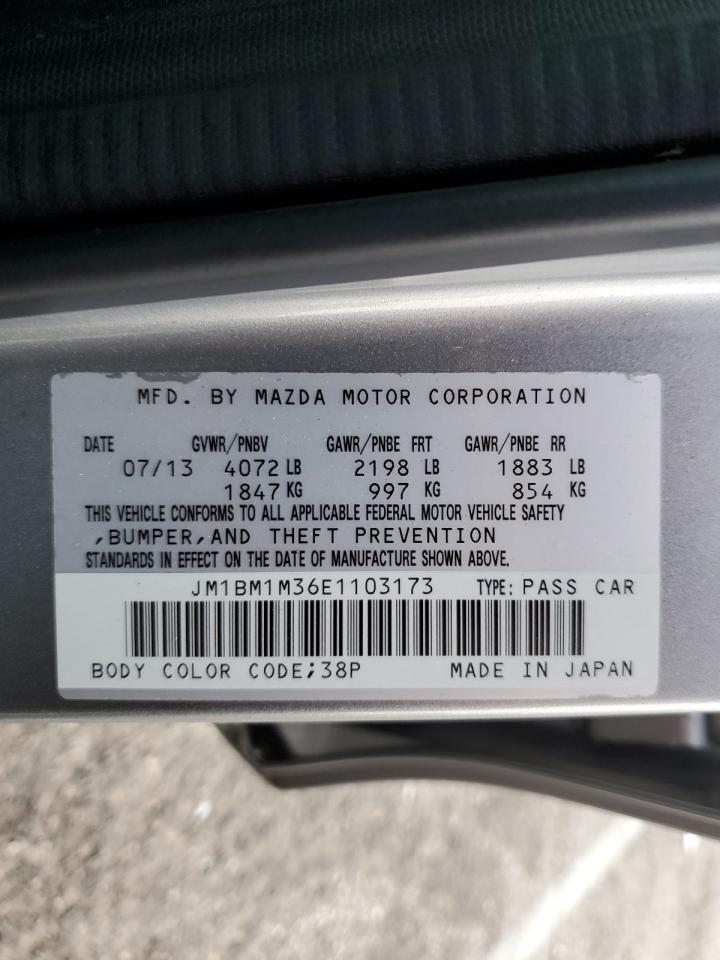 MFD. BY MAZDA MOTOR CORPORATION
DATE GVWR/PNBV GAWR/PNBE FRT GAWR/PNBE RR
07/13 4072 LB 2198 LB 1883 LB
1847 KG 997 KG 854 KG
THIS VEHICLE CONFORMS TO ALL APPLICABLE FEDERAL MOTOR VEHICLE SAFETY
,BUMPER,AND THEFT PREVENTION
STANDARDS IN EFFECT ON THE DATE OF MANUFACTURE SHOWN ABOVE.
JM1BM1M36E1103173 TYPE: PASS CAR
BODY COLOR CODE;38P MADE IN JAPAN